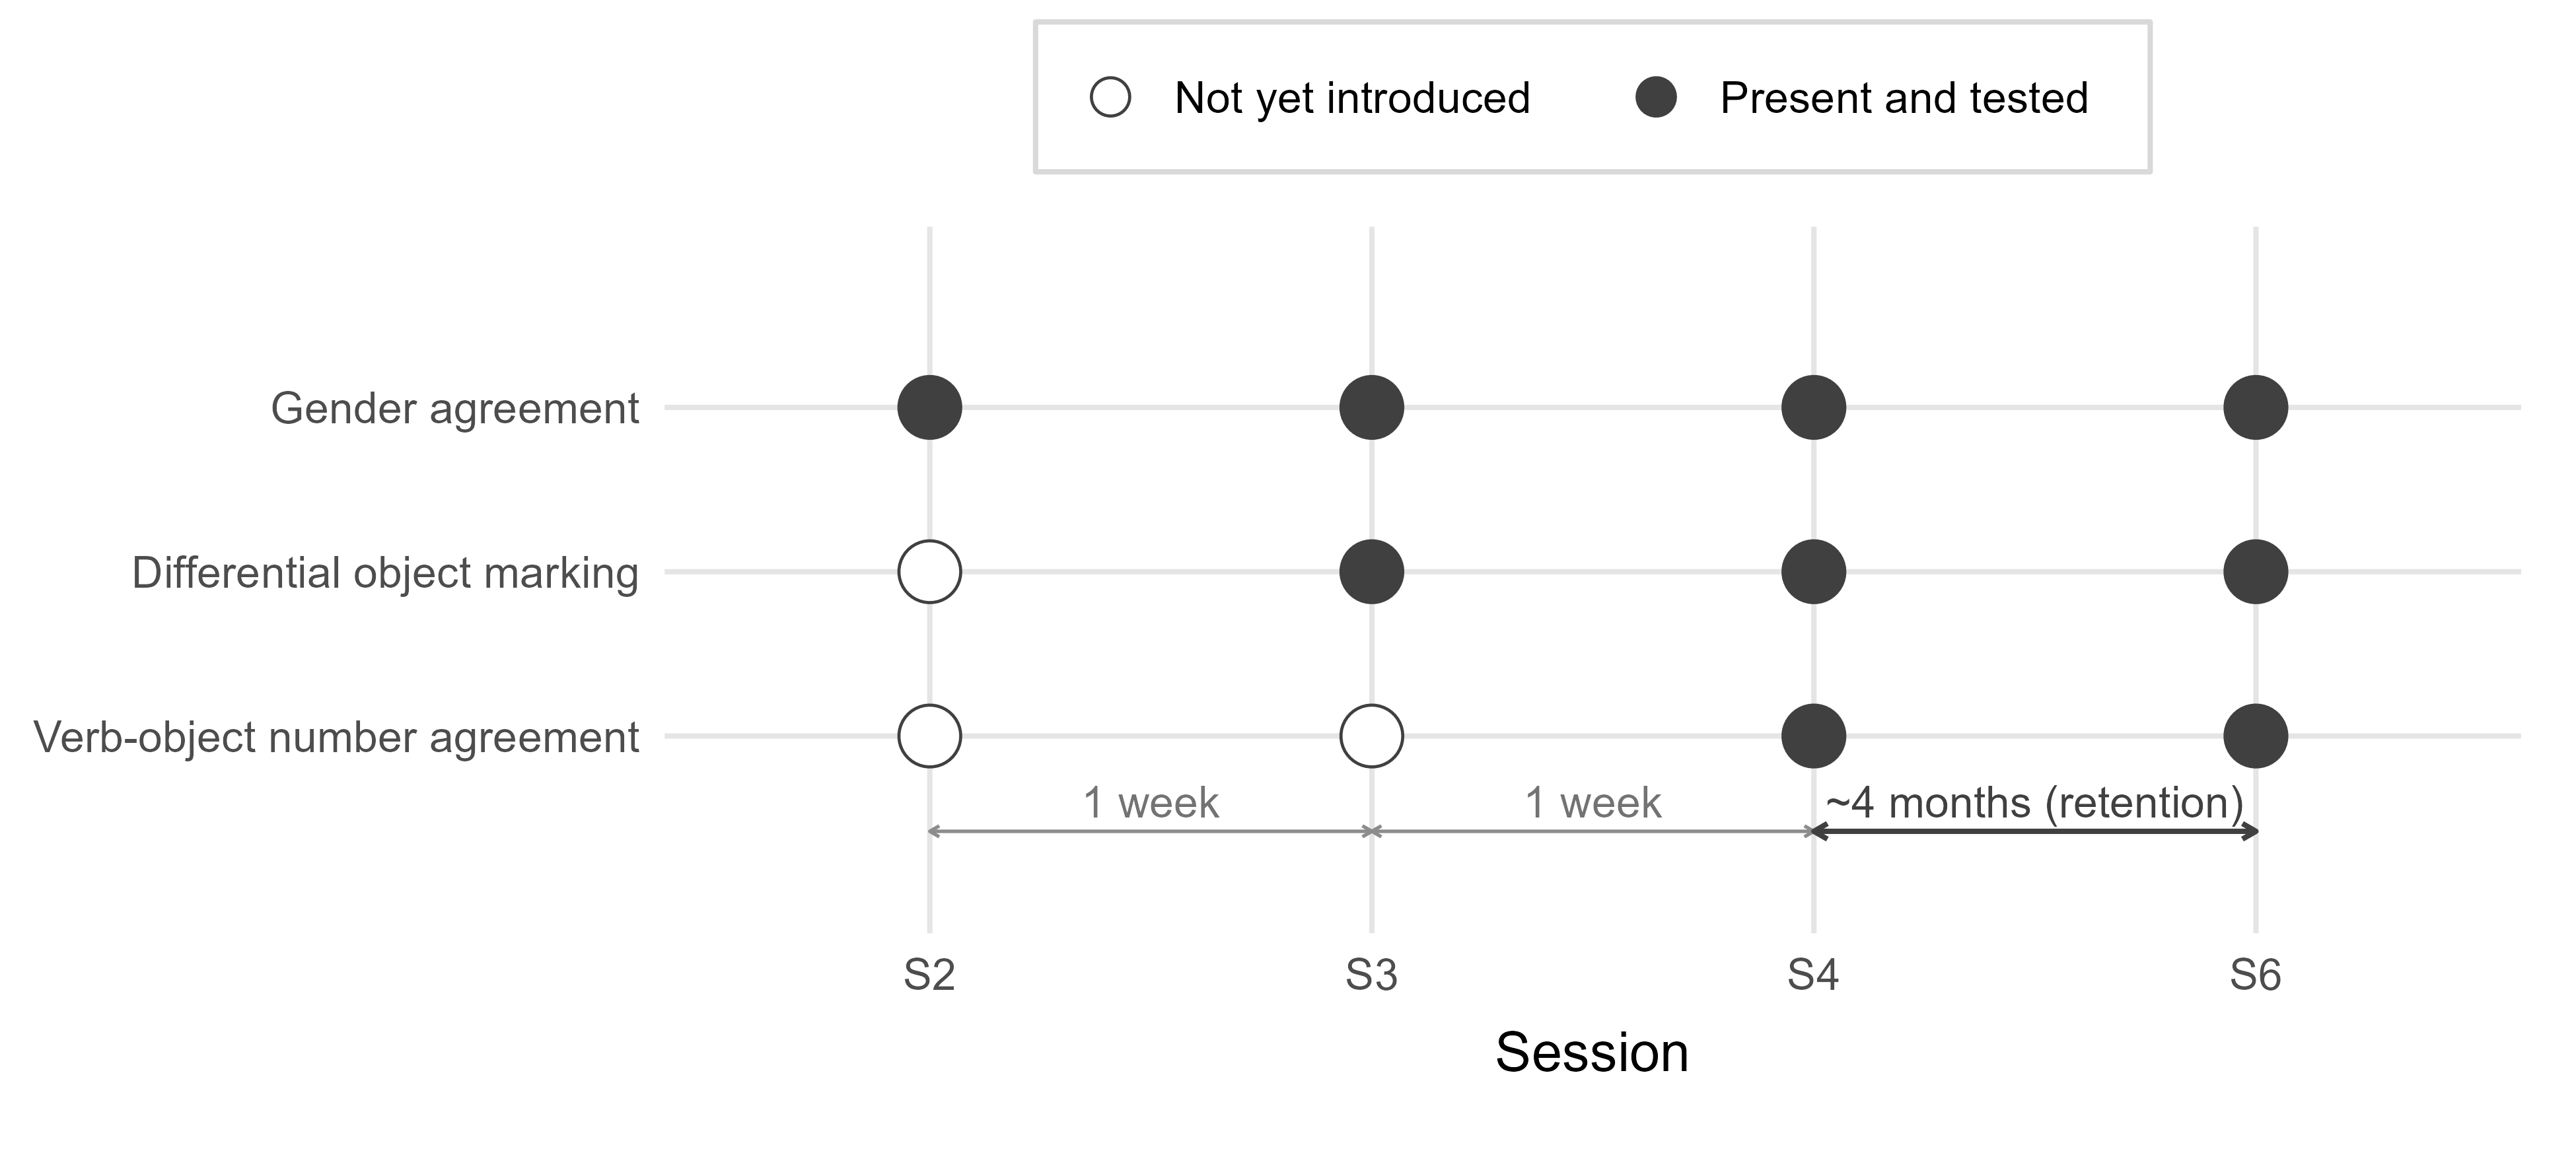 Not yet introduced Present and tested
Gender agreement
Differential object marking
Verb-object number agreement
1 week 1 week ~4 months (retention)
S2 S3 S4 S6
Session